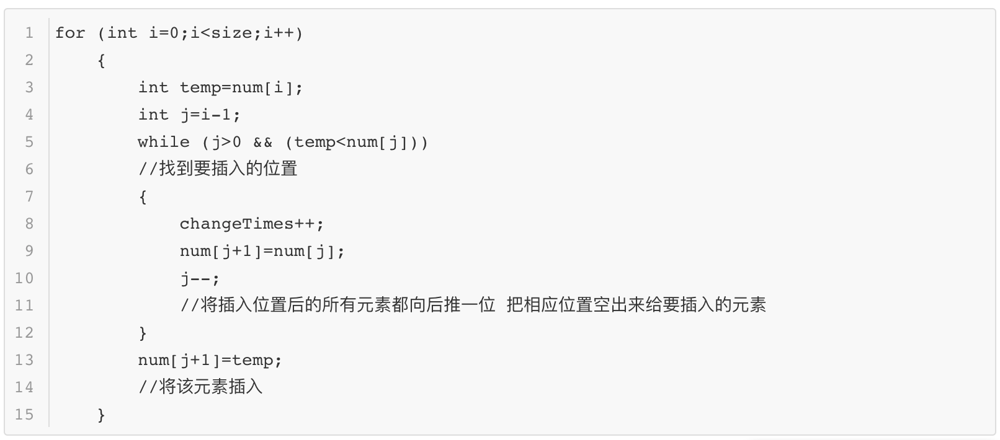 1 for (int i=0;i<size;i++)
2 {
3 int temp=num[i];
4 int j=i-1;
5 while (j>0 && (temp<num[j]))
6 //找到要插入的位置
7 {
8 changeTimes++;
9 num[j+1]=num[j];
10 j--;
11 //将插入位置后的所有元素都向后推一位 把相应位置空出来给要插入的元素
12 }
13 num[j+1]=temp;
14 //将该元素插入
15 }